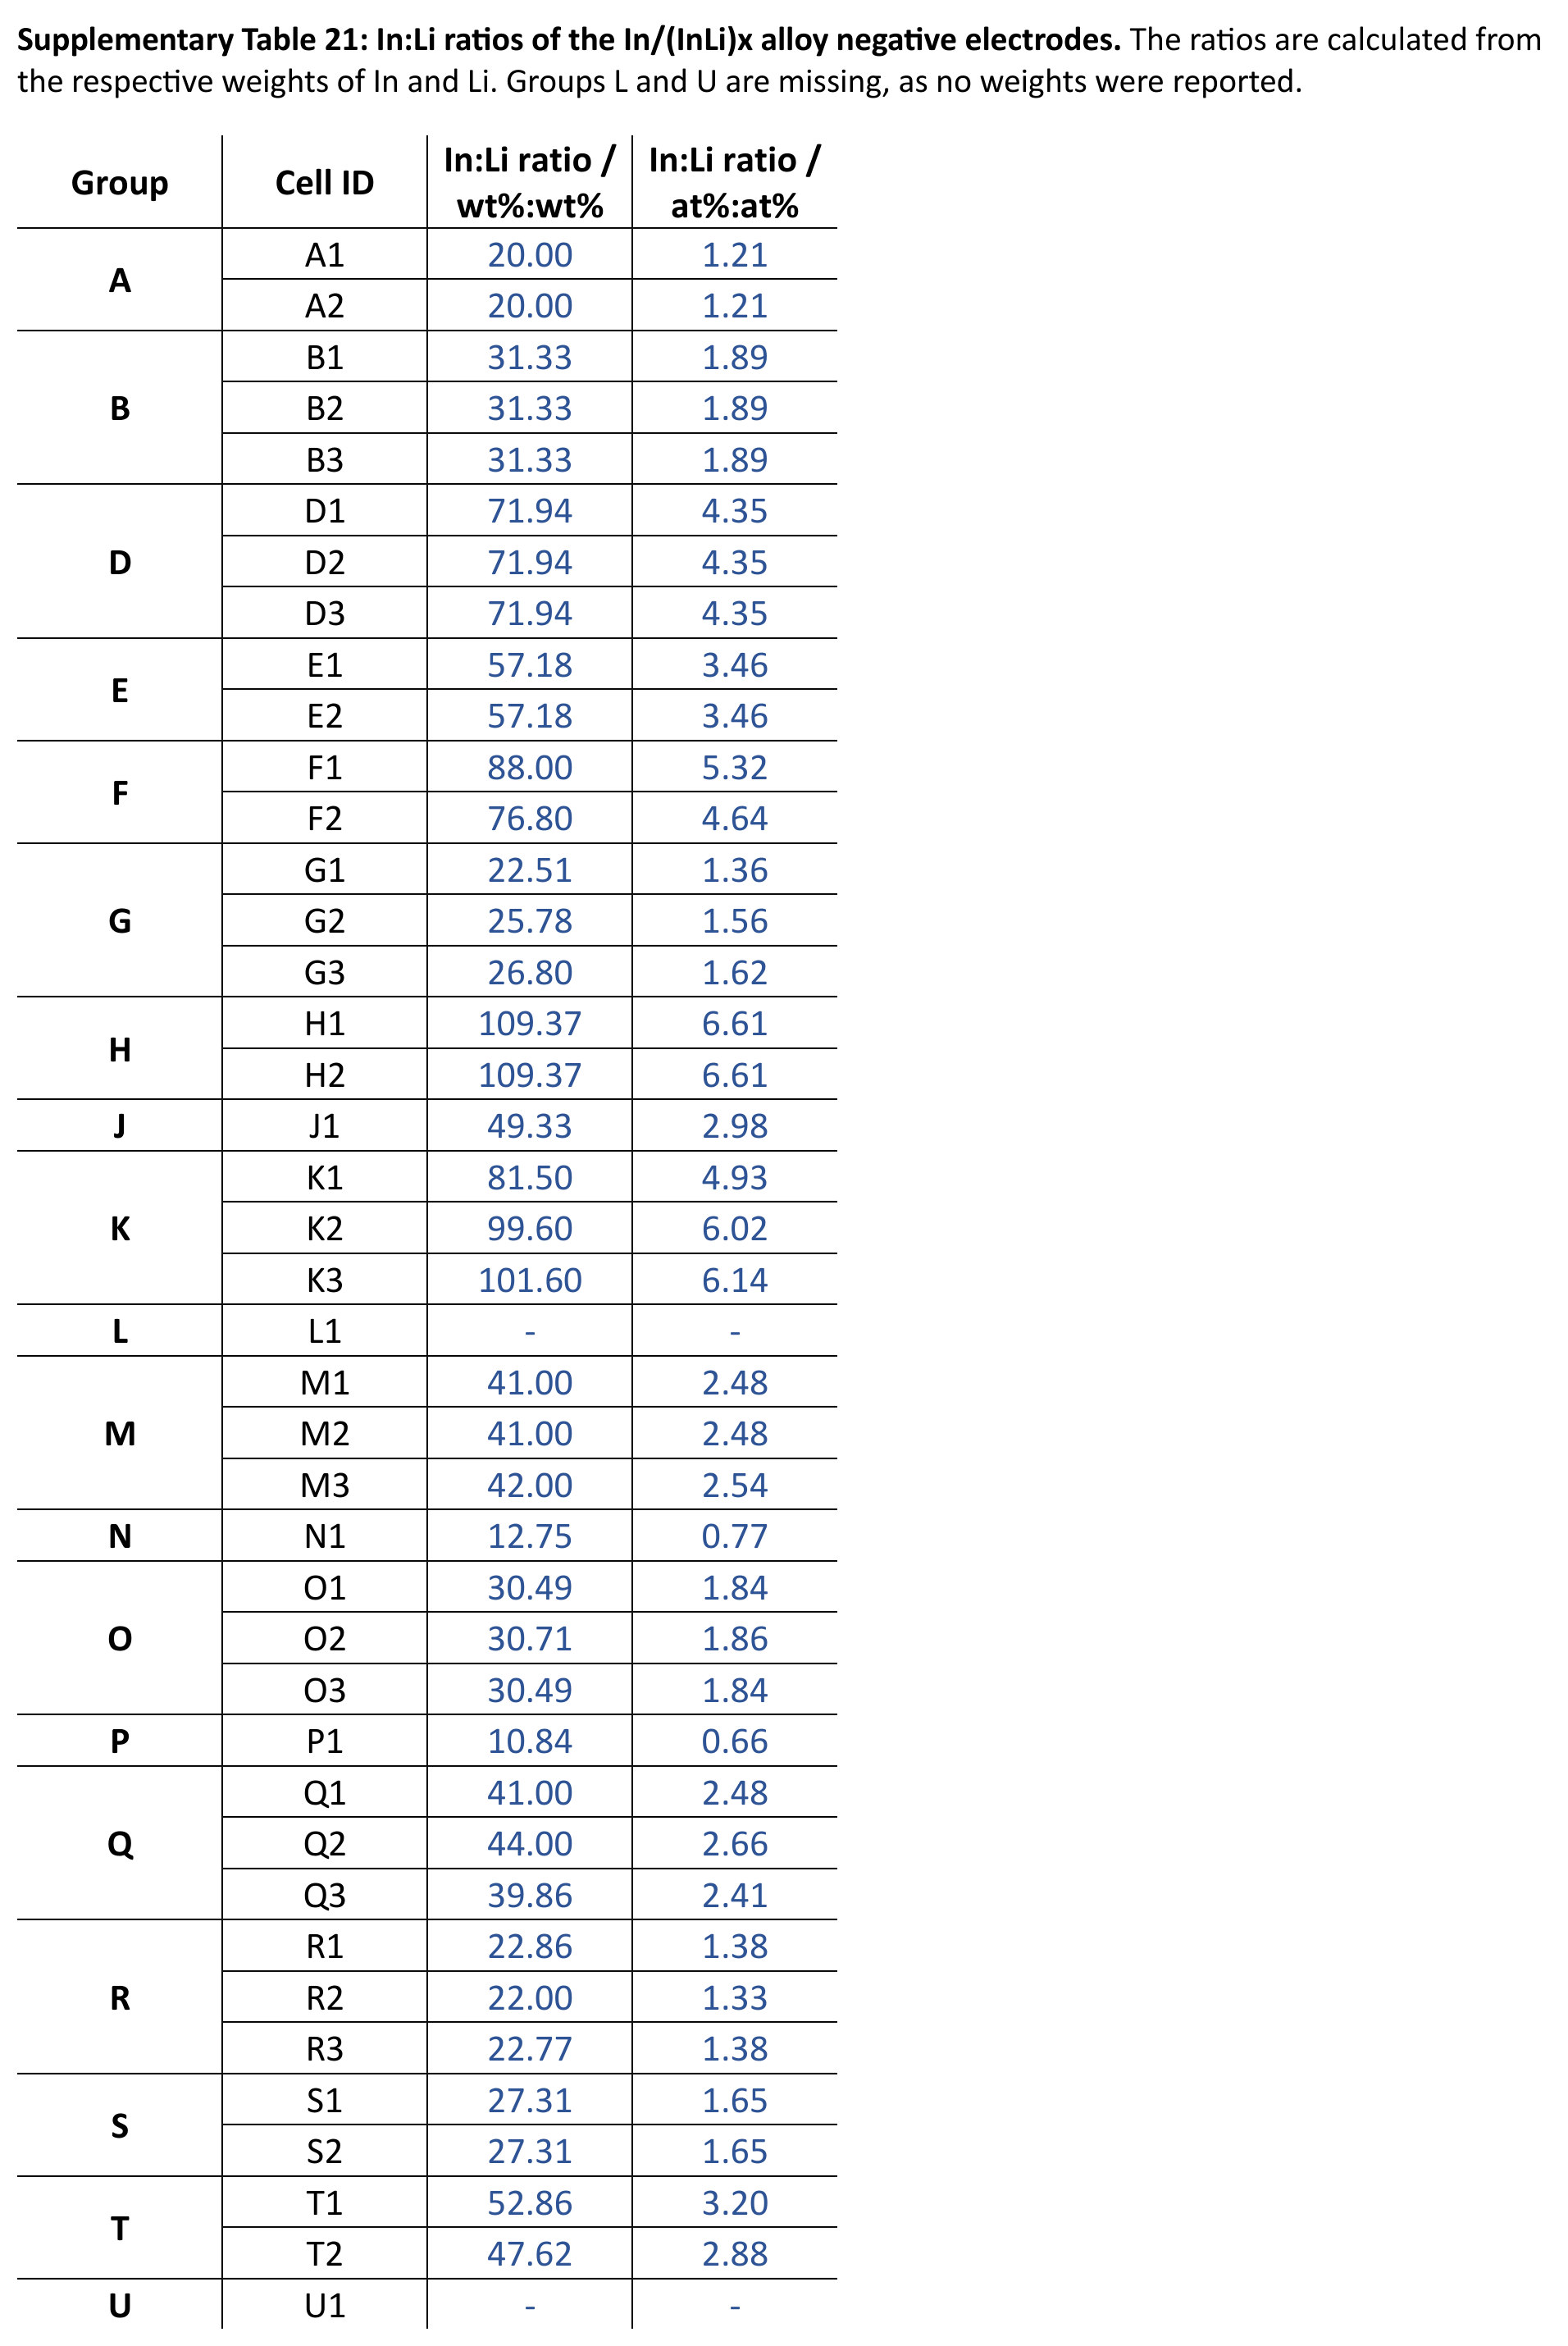 Supplementary Table 21: In:Li ratios of the In/(InLi)x alloy negative electrodes. The ratios are calculated from
the respective weights of In and Li. Groups L and U are missing, as no weights were reported.
Group Cell ID In:Li ratio / wt%:wt% In:Li ratio / at%:at%
A A1 20.00 1.21
A2 20.00 1.21
B B1 31.33 1.89
B2 31.33 1.89
B3 31.33 1.89
D D1 71.94 4.35
D2 71.94 4.35
D3 71.94 4.35
E E1 57.18 3.46
E2 57.18 3.46
F F1 88.00 5.32
F2 76.80 4.64
G G1 22.51 1.36
G2 25.78 1.56
G3 26.80 1.62
H H1 109.37 6.61
H2 109.37 6.61
J J1 49.33 2.98
K K1 81.50 4.93
K2 99.60 6.02
K3 101.60 6.14
L L1 - -
M M1 41.00 2.48
M2 41.00 2.48
M3 42.00 2.54
N N1 12.75 0.77
O O1 30.49 1.84
O2 30.71 1.86
O3 30.49 1.84
P P1 10.84 0.66
Q Q1 41.00 2.48
Q2 44.00 2.66
Q3 39.86 2.41
R R1 22.86 1.38
R2 22.00 1.33
R3 22.77 1.38
S S1 27.31 1.65
S2 27.31 1.65
T T1 52.86 3.20
T2 47.62 2.88
U U1 - -